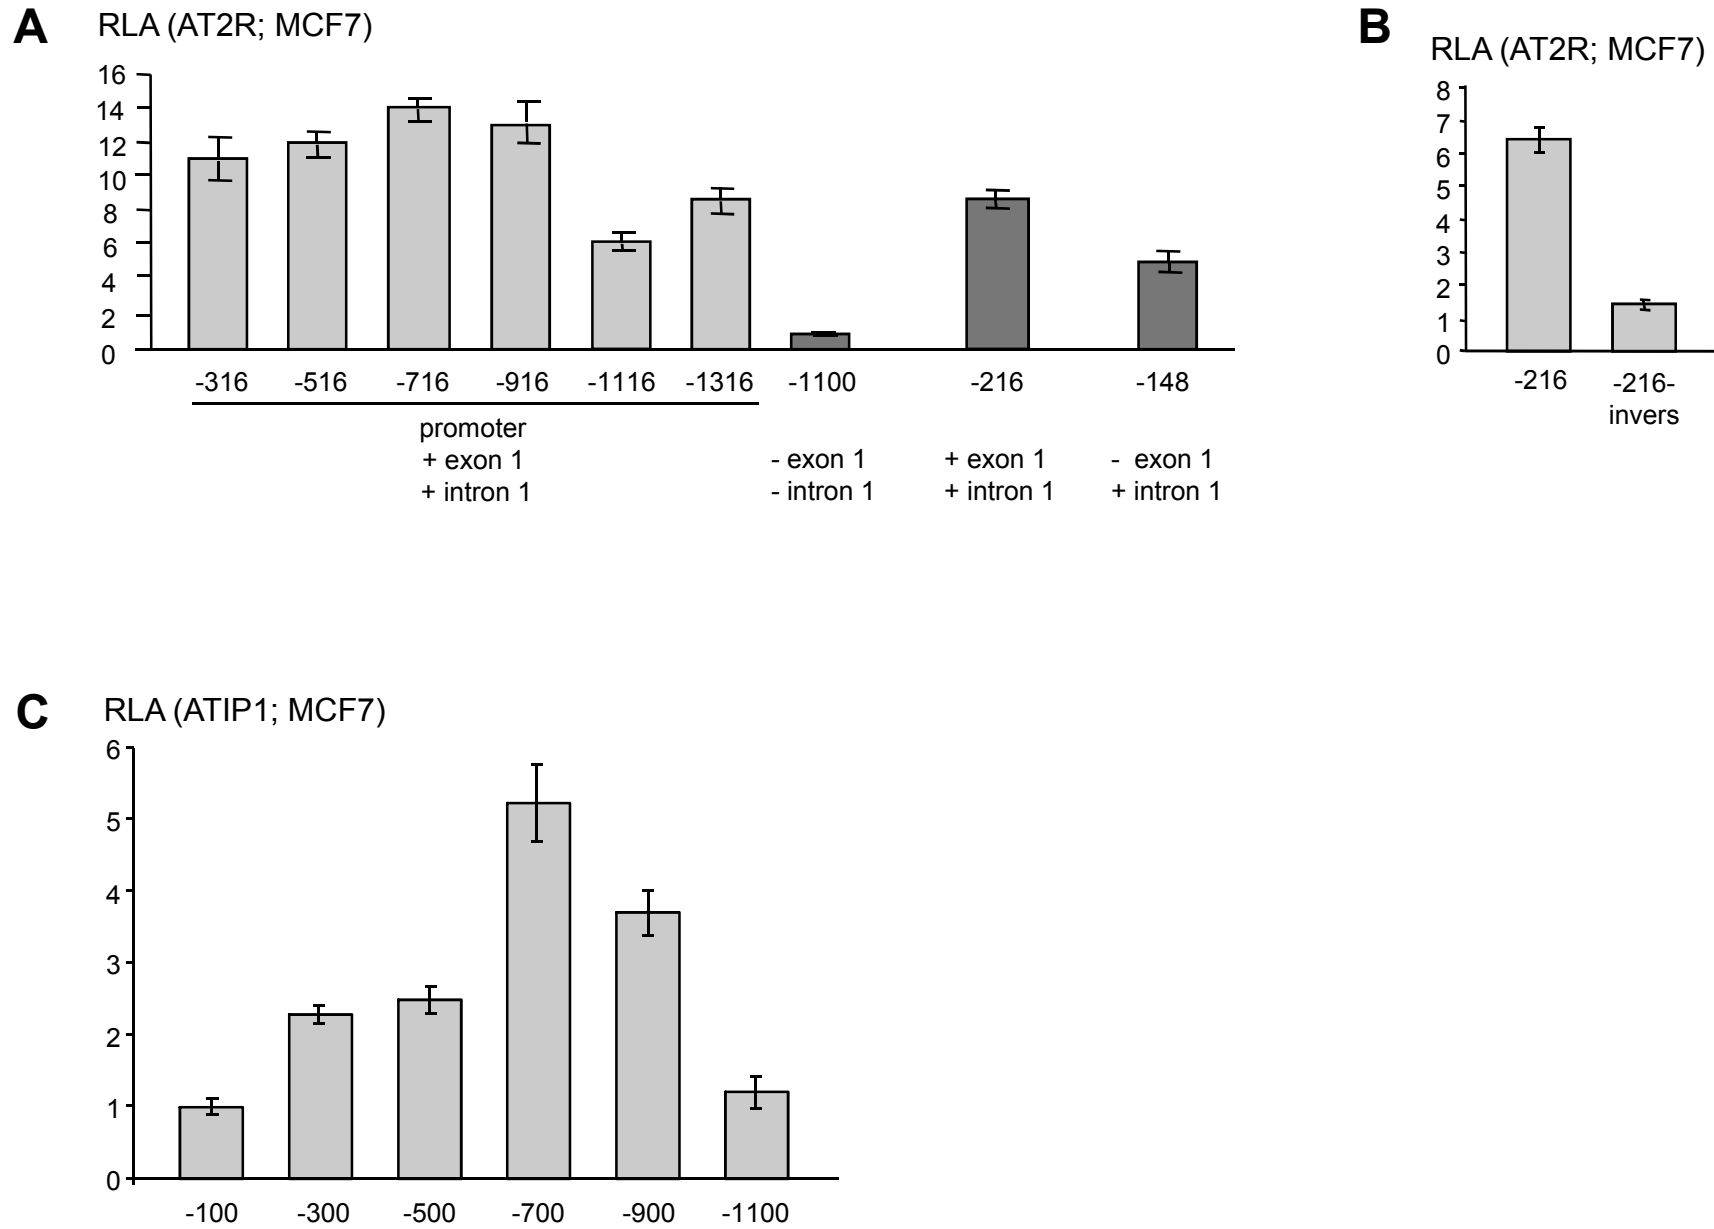 A
RLA (AT2R; MCF7)
16
14
12
10
8
6
4
2
0
-316 -516 -716 -916 -1116 -1316 -1100 -216 -148
promoter
+ exon 1
+ intron 1
- exon 1
- intron 1
+ exon 1
+ intron 1
- exon 1
+ intron 1
B
RLA (AT2R; MCF7)
8
7
6
5
4
3
2
1
0
-216 -216-
invers
C
RLA (ATIP1; MCF7)
6
5
4
3
2
1
0
-100 -300 -500 -700 -900 -1100